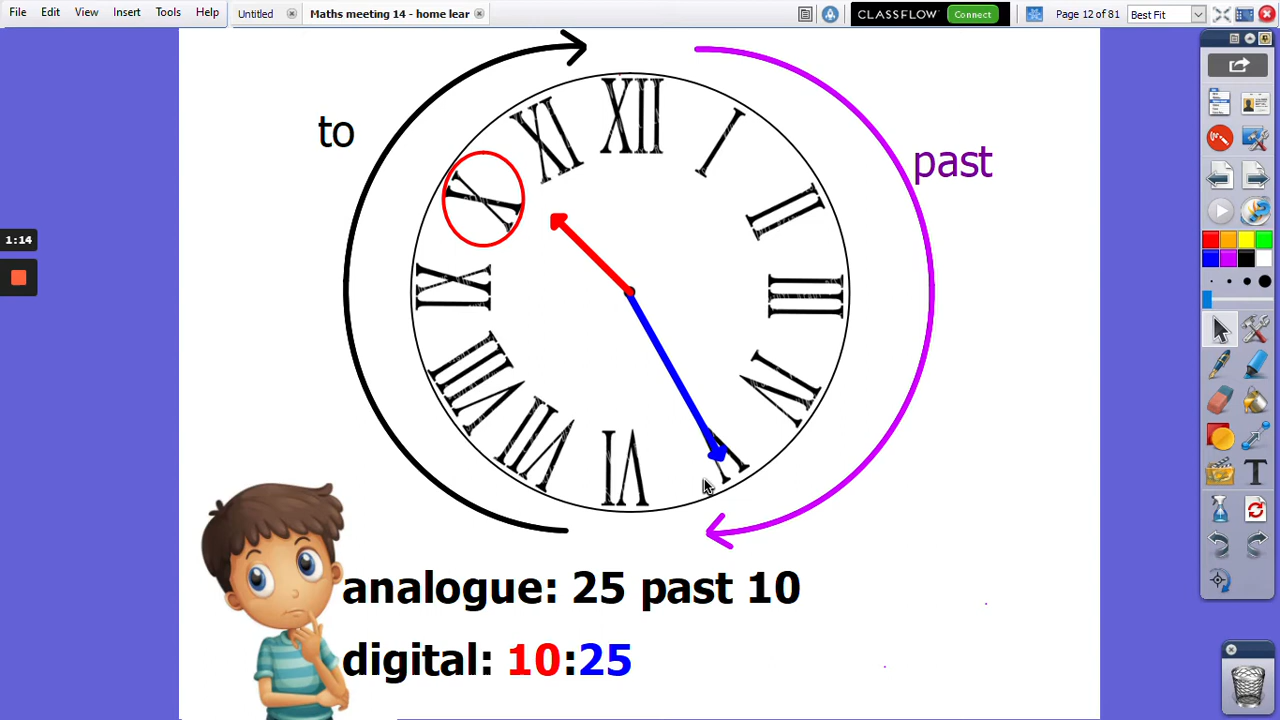 File Edit View Insert Tools Help
Untitled
Maths meeting 14 - home lear
CLASSFLOW
Connect
Page 12 of 81
Best Fit
1:14
to
past
XII
I
II
III
IV
V
VI
VII
VIII
IX
X
XI
analogue: 25 past 10
digital: 10:25